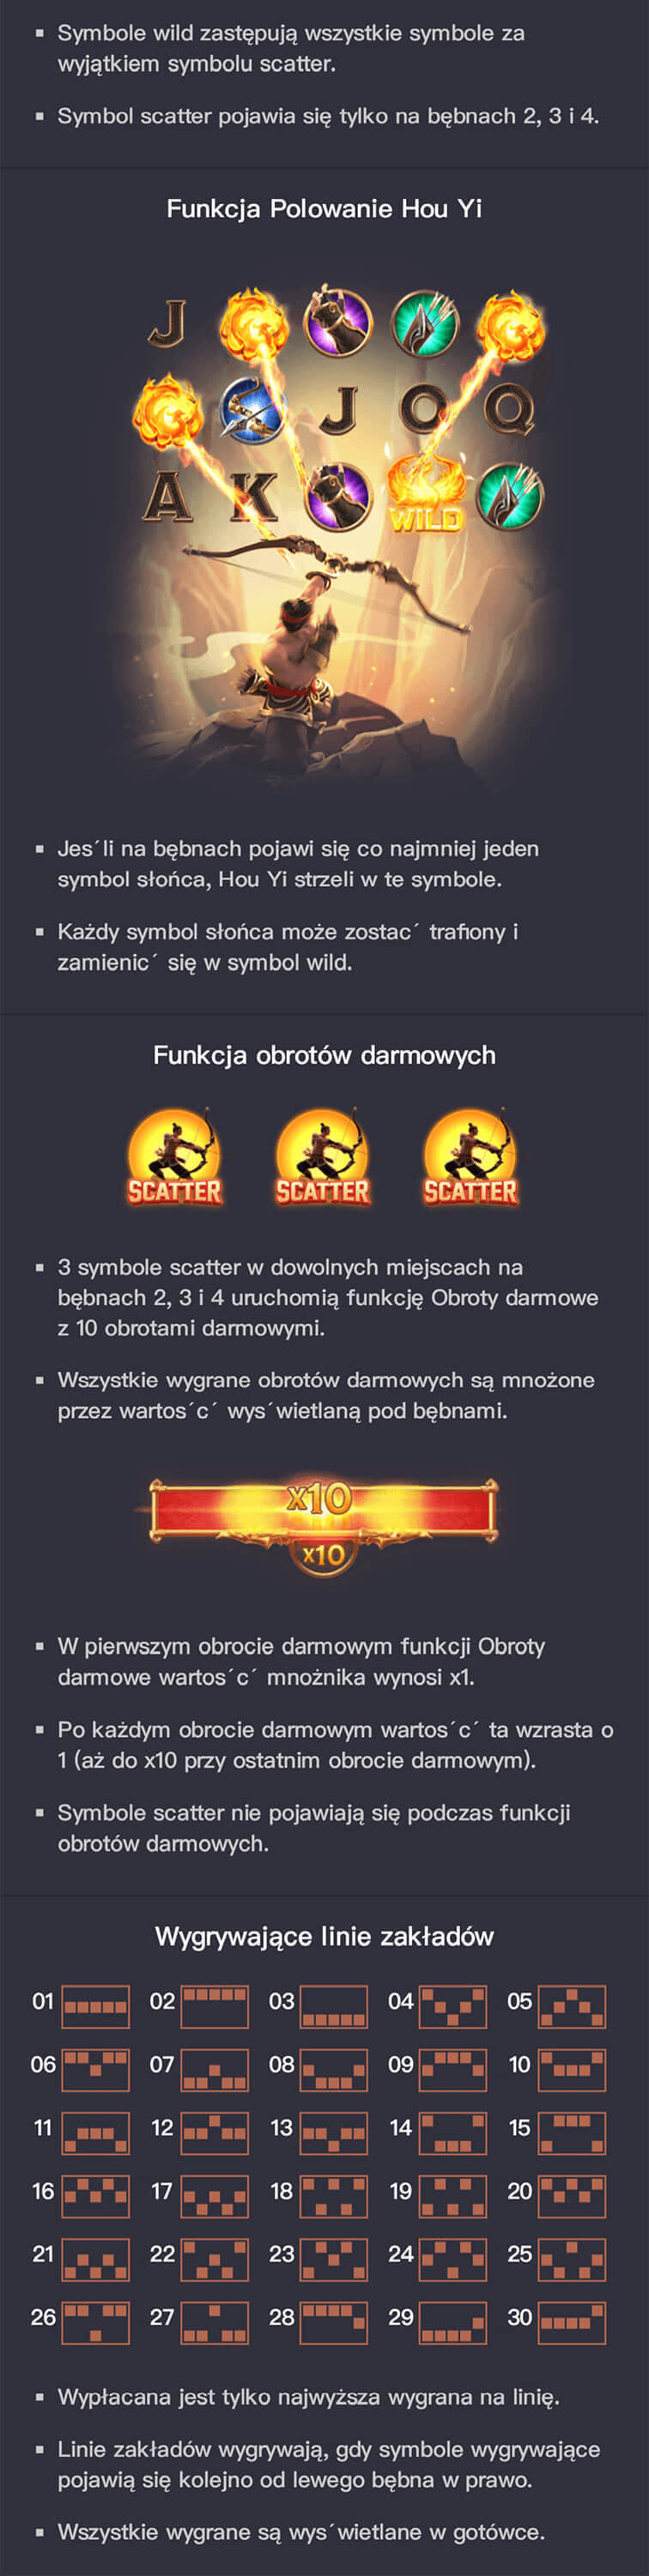 ▪ Symbole wild zastępują wszystkie symbole za
wyjątkiem symbolu scatter.
▪ Symbol scatter pojawia się tylko na bębnach 2, 3 i 4.
Funkcja Polowanie Hou Yi
J
J Q Q
A K WILD
▪ Jes´li na bębnach pojawi się co najmniej jeden
symbol słońca, Hou Yi strzeli w te symbole.
▪ Każdy symbol słońca może zostac´ trafiony i
zamienic´ się w symbol wild.
Funkcja obrotów darmowych
SCATTER SCATTER SCATTER
▪ 3 symbole scatter w dowolnych miejscach na
bębnach 2, 3 i 4 uruchomią funkcję Obroty darmowe
z 10 obrotami darmowymi.
▪ Wszystkie wygrane obrotów darmowych są mnożone
przez wartos´c´ wys´wietlaną pod bębnami.
x10
x10
▪ W pierwszym obrocie darmowym funkcji Obroty
darmowe wartos´c´ mnożnika wynosi x1.
▪ Po każdym obrocie darmowym wartos´c´ ta wzrasta o
1 (aż do x10 przy ostatnim obrocie darmowym).
▪ Symbole scatter nie pojawiają się podczas funkcji
obrotów darmowych.
Wygrywające linie zakładów
01 02 03 04 05
06 07 08 09 10
11 12 13 14 15
16 17 18 19 20
21 22 23 24 25
26 27 28 29 30
▪ Wypłacana jest tylko najwyższa wygrana na linię.
▪ Linie zakładów wygrywają, gdy symbole wygrywające
pojawią się kolejno od lewego bębna w prawo.
▪ Wszystkie wygrane są wys´wietlane w gotówce.